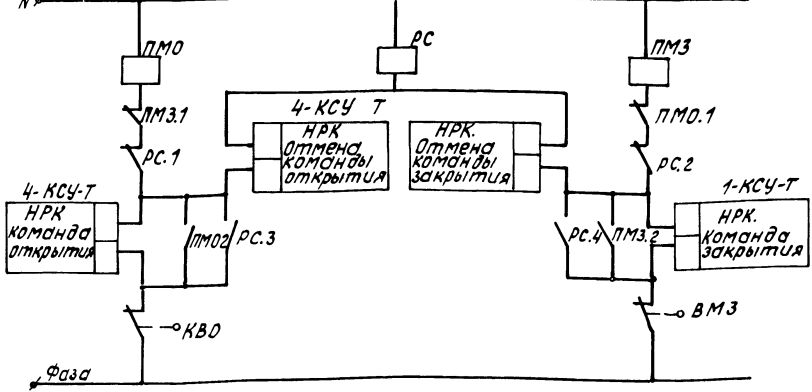 N
ПМО
РС
ПМЗ
4-КСУ Т
ПМЗ.1
НРК
Отмена
команды
открытия
НРК.
Отмена
команды
закрытия
ПМО.1
РС.1
РС.2
4-КСУ-Т
НРК
команда
открытия
1-КСУ-Т
НРК.
Команда
закрытия
ПМО2
РС.3
РС.4
ПМЗ.2
КВО
ВМЗ
Фаза